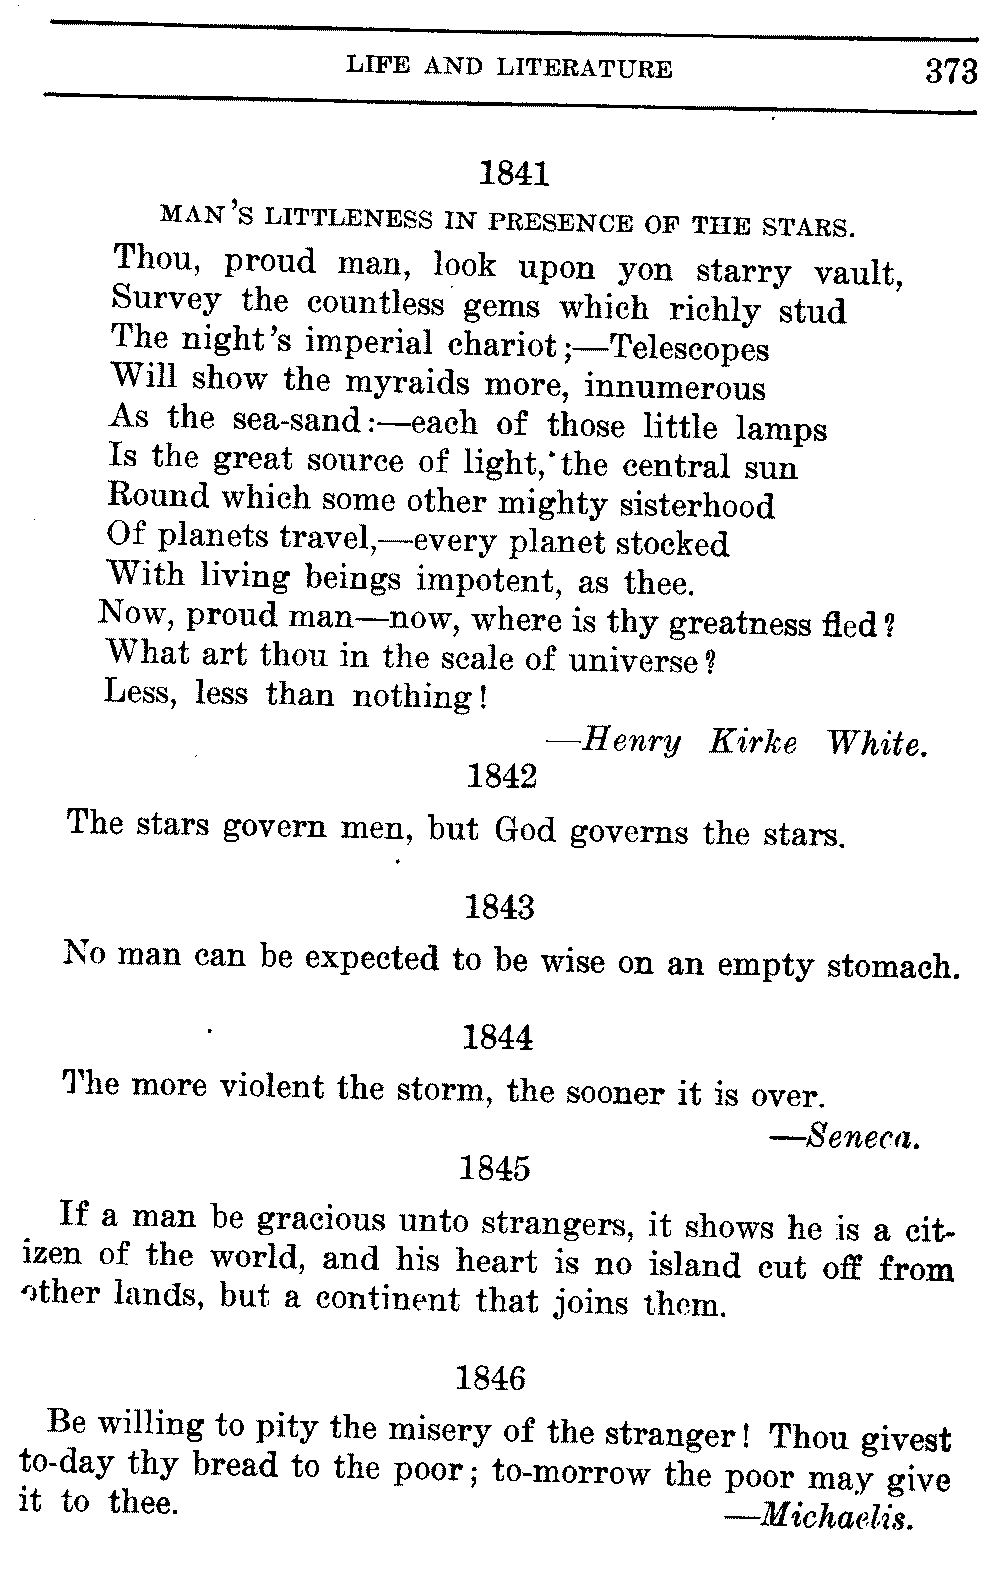 LIFE AND LITERATURE 373
1841
MAN'S LITTLENESS IN PRESENCE OF THE STARS.
Thou, proud man, look upon yon starry vault,
Survey the countless gems which richly stud
The night's imperial chariot;—Telescopes
Will show the myraids more, innumerous
As the sea-sand:—each of those little lamps
Is the great source of light, the central sun
Round which some other mighty sisterhood
Of planets travel,—every planet stocked
With living beings impotent, as thee.
Now, proud man—now, where is thy greatness fled?
What art thou in the scale of universe?
Less, less than nothing!
—Henry Kirke White.
1842
The stars govern men, but God governs the stars.
1843
No man can be expected to be wise on an empty stomach.
1844
The more violent the storm, the sooner it is over.
—Seneca.
1845
If a man be gracious unto strangers, it shows he is a cit-
izen of the world, and his heart is no island cut off from
other lands, but a continent that joins them.
1846
Be willing to pity the misery of the stranger! Thou givest
to-day thy bread to the poor; to-morrow the poor may give
it to thee.
—Michaelis.